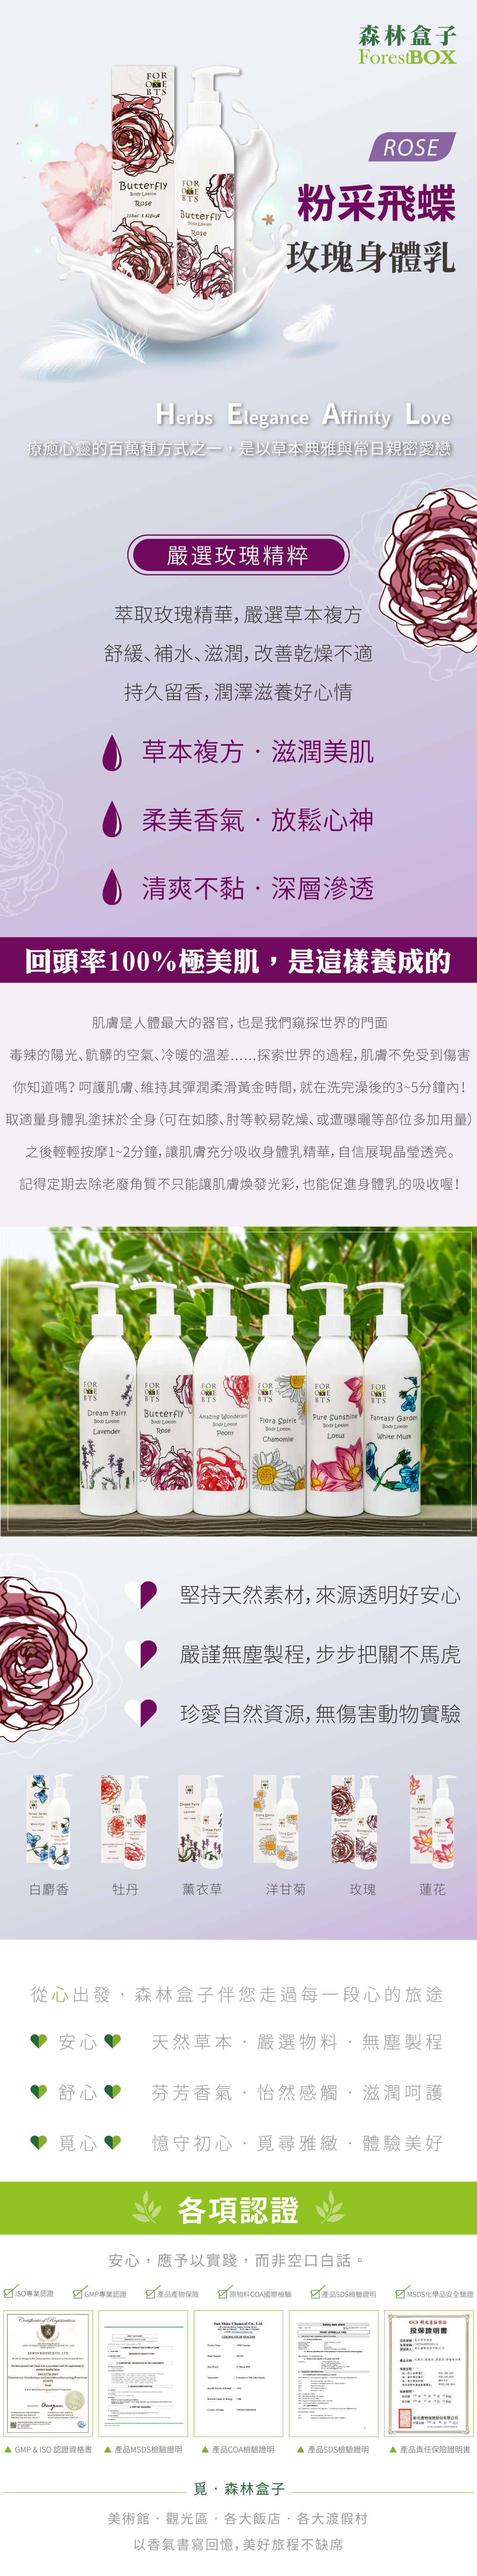 森林盒子
ForestBOX
ROSE
粉采飛蝶
玫瑰身體乳
FOR
BTS
Butterfly
Body Lotion
Rose
FOR
BTS
Butterfly
Body Lotion
Rose
Herbs Elegance Affinity Love
療癒心靈的百萬種方式之一，是以草本典雅與常日親密愛戀
嚴選玫瑰精粹
萃取玫瑰精華，嚴選草本複方
舒緩、補水、滋潤，改善乾燥不適
持久留香，潤澤滋養好心情
草本複方．滋潤美肌
柔美香氣．放鬆心神
清爽不黏．深層滲透
回頭率100%極美肌，是這樣養成的
肌膚是人體最大的器官，也是我們窺探世界的門面
毒辣的陽光、骯髒的空氣、冷暖的溫差……探索世界的過程，肌膚不免受到傷害
你知道嗎？呵護肌膚、維持其彈潤柔滑黃金時間，就在洗完澡後的3~5分鐘內！
取適量身體乳塗抹於全身（可在如膝、肘等較易乾燥、或遭曝曬等部位多加用量）
之後輕輕按摩1~2分鐘，讓肌膚充分吸收身體乳精華，自信展現晶瑩透亮。
記得定期去除老廢角質不只能讓肌膚煥發光彩，也能促進身體乳的吸收喔！
Dream Fairy
Body Lotion
Lavender
Butterfly
Body Lotion
Rose
Amazing Wonderland
Body Lotion
Peony
Flora Spirit
Body Lotion
Chamomile
Pure Sunshine
Body Lotion
Lotus
Fantasy Garden
Body Lotion
White Musk
堅持天然素材，來源透明好安心
嚴謹無塵製程，步步把關不馬虎
珍愛自然資源，無傷害動物實驗
白麝香 牡丹 薰衣草 洋甘菊 玫瑰 蓮花
從心出發，森林盒子伴您走過每一段心的旅途
安心 天然草本．嚴選物料．無塵製程
舒心 芬芳香氣．怡然感觸．滋潤呵護
覓心 憶守初心．覓尋雅緻．體驗美好
各項認證
安心，應予以實踐，而非空口白話。
ISO專業認證 GMP專業認證 產品產物保險 原物料COA國際檢驗 產品SDS檢驗證明 MSDS化學品安全驗證
Certificate of Registration
Sun Shine Chemical Co., Ltd.
投保證明書
▲ GMP & ISO 認證資格書 ▲ 產品MSDS檢驗證明 ▲ 產品COA檢驗證明 ▲ 產品SDS檢驗證明 ▲ 產品責任保險證明書
覓．森林盒子
美術館．觀光區．各大飯店．各大渡假村
以香氣書寫回憶，美好旅程不缺席